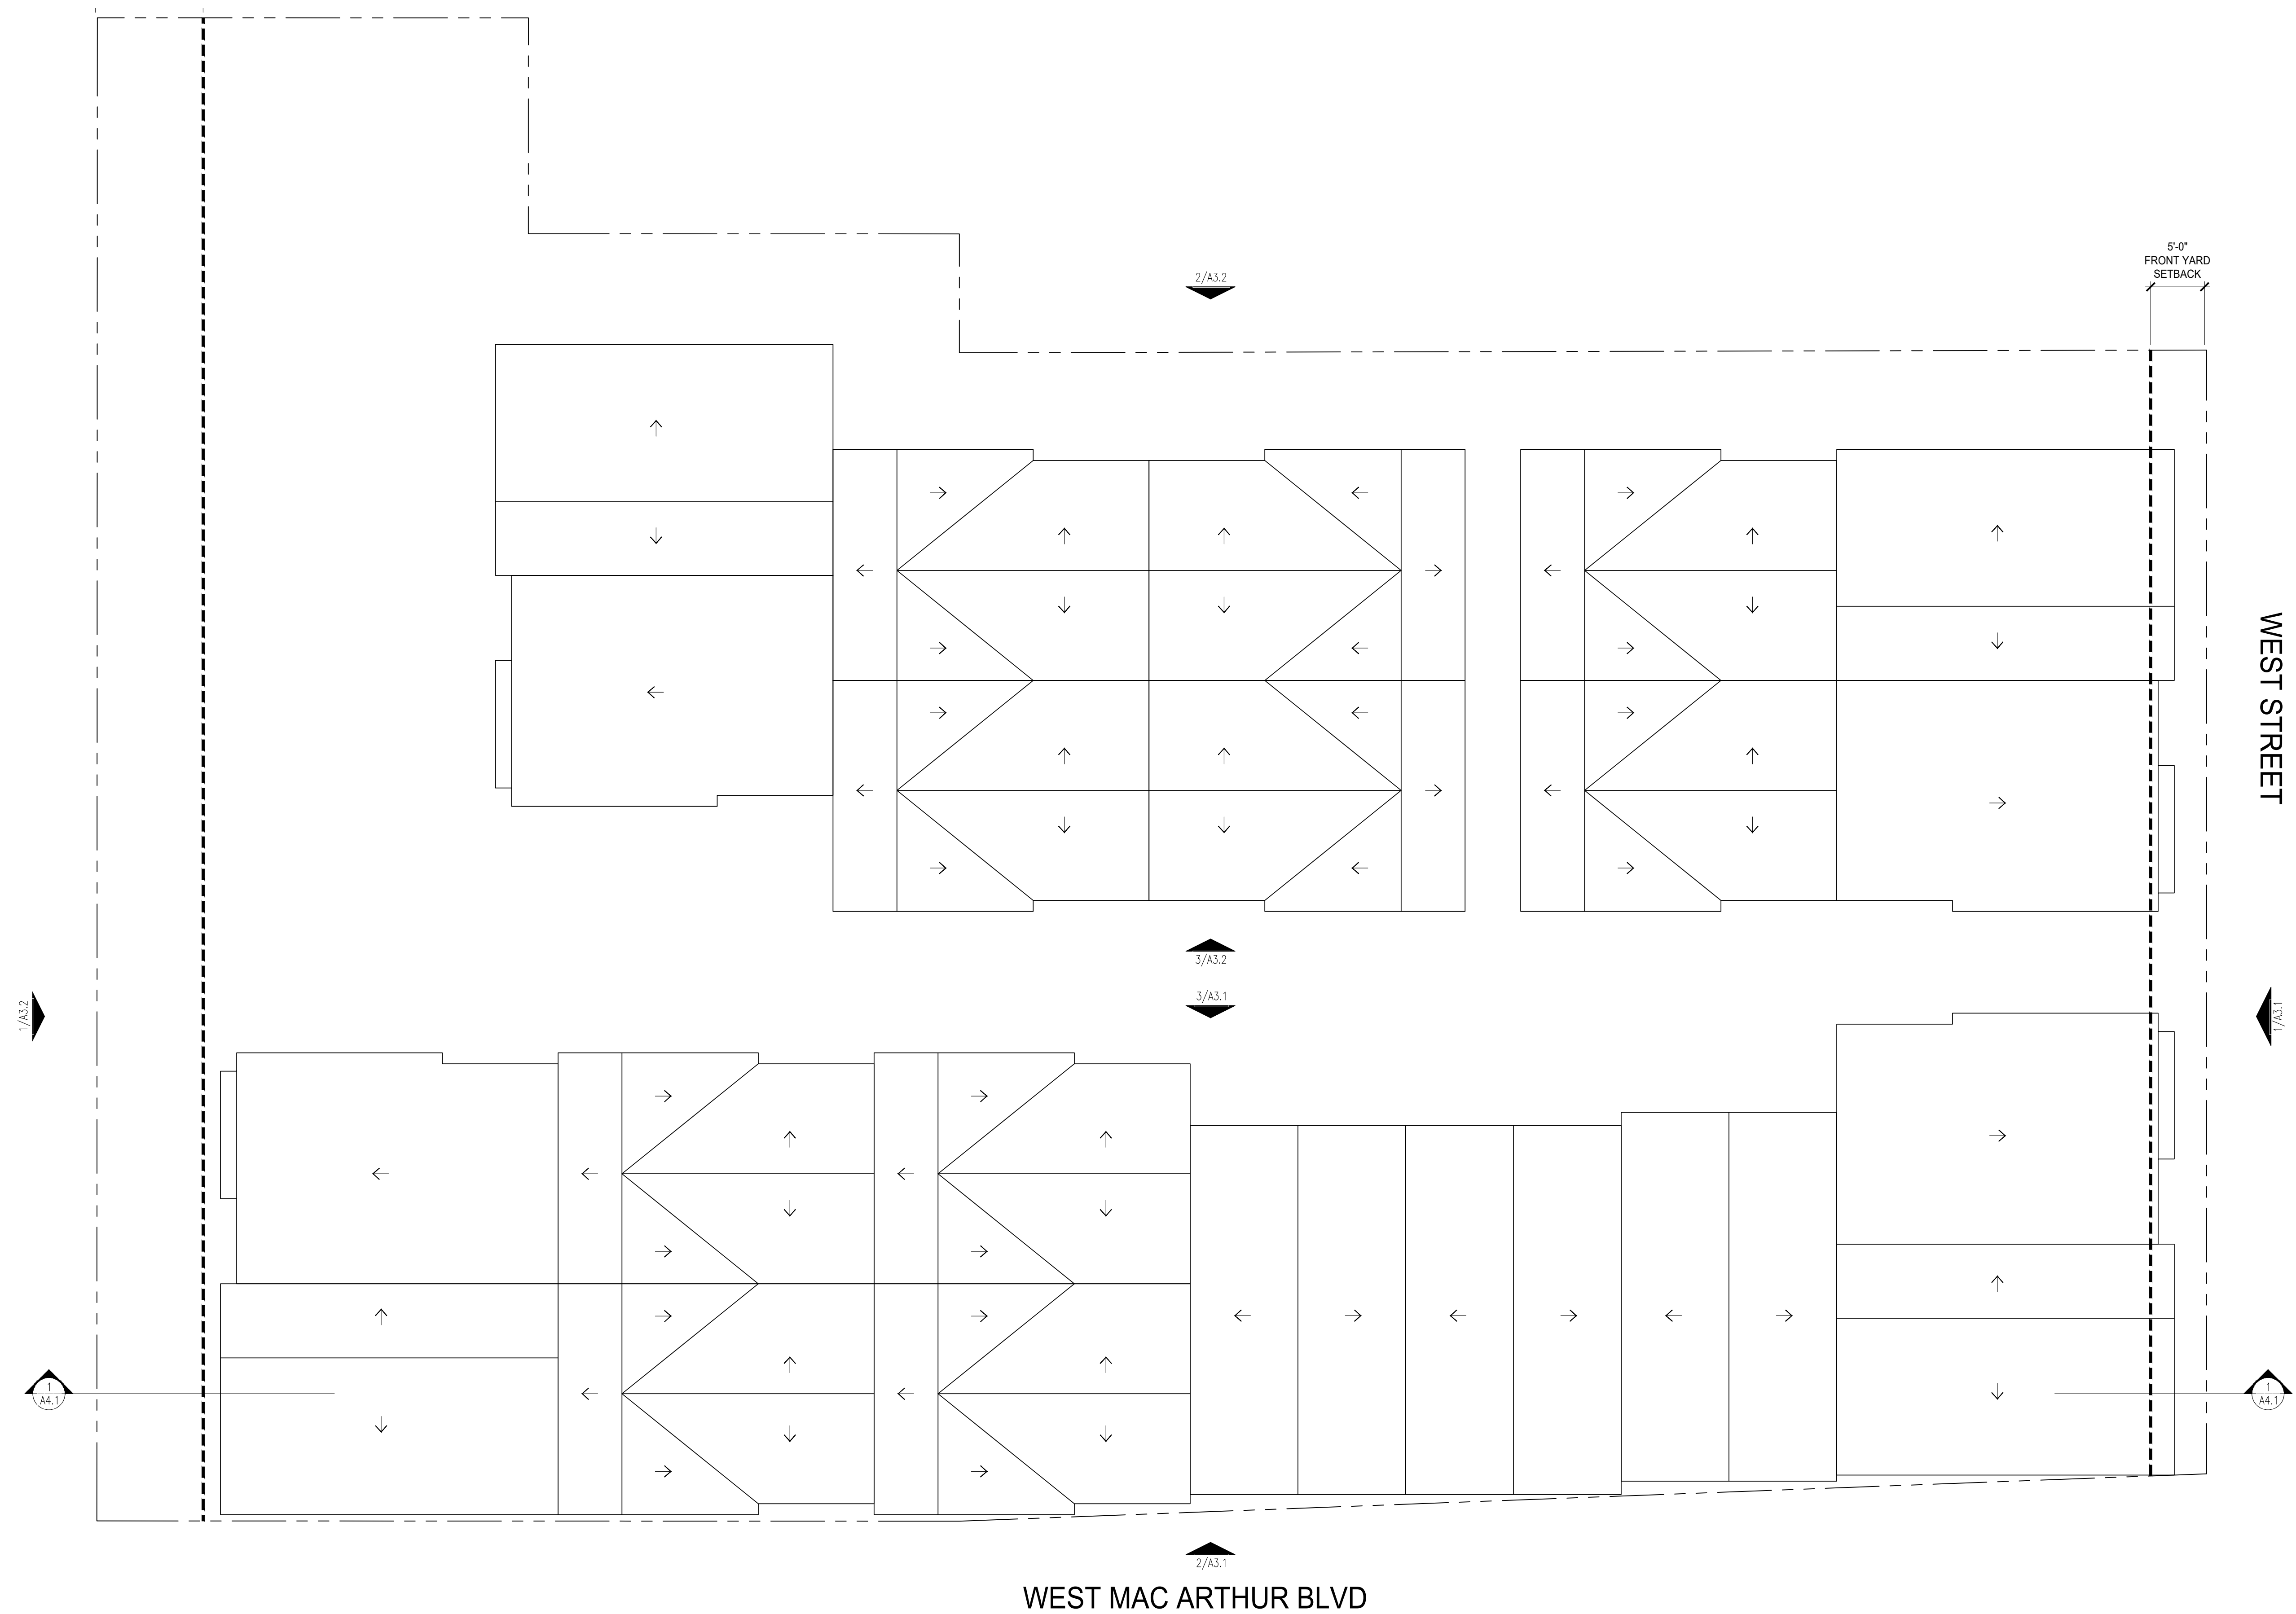 5'-0"
FRONT YARD
SETBACK
2/A3.2
WEST STREET
3/A3.2
3/A3.1
1/A3.2
1/A3.1
1
A4.1
1
A4.1
2/A3.1
WEST MAC ARTHUR BLVD